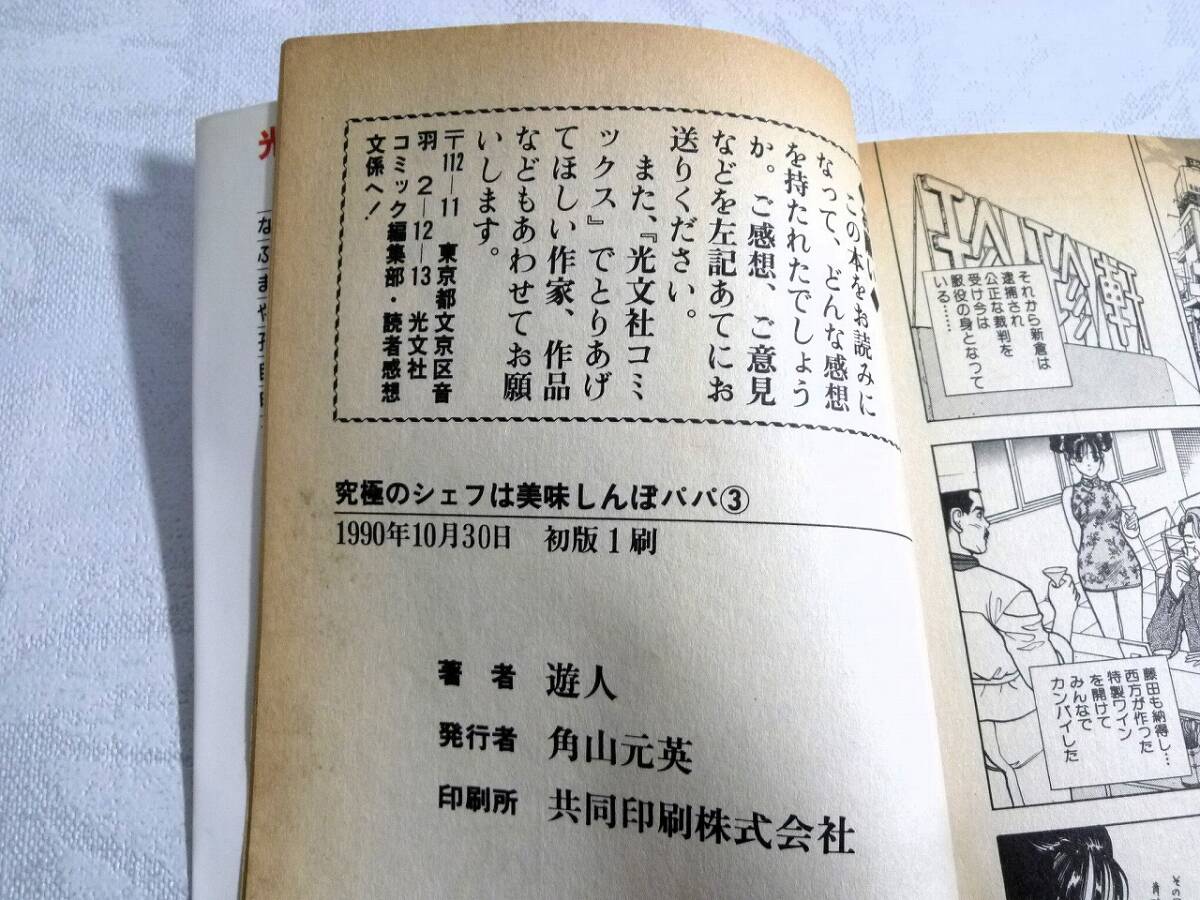 この本をお読みに
なって、どんな感想
を持たれたでしょう
か。ご感想、ご意見
などを左記あてにお
送りください。
また、『光文社コミ
ックス』でとりあげ
てほしい作家、作品
などもあわせてお願
いします。
〒112―11 東京都文京区音
羽2―12―13 光文社
コミック編集部・読者感想
文係へ！
究極のシェフは美味しんぼパパ③
1990年10月30日 初版1刷
著者 遊人
発行者 角山元英
印刷所 共同印刷株式会社
それから新倉は
逮捕され
公正な裁判を
受け今は
服役の身となって
いる……
藤田も納得し…
西方が作った
特製ワイン
を開けて
みんなで
カンパイした